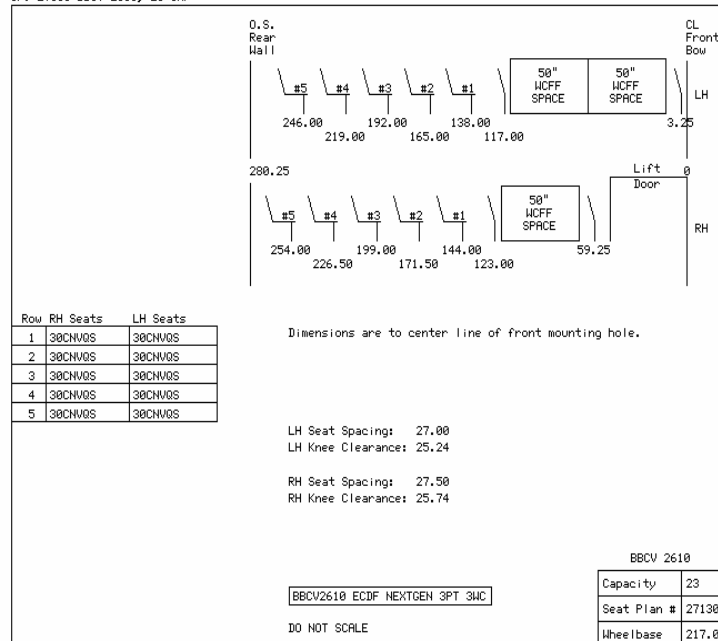 O.S.
Rear
Wall
CL
Front
Bow
#5 #4 #3 #2 #1
50"
WCFF
SPACE
50"
WCFF
SPACE
LH
246.00 192.00 138.00 3.25
219.00 165.00 117.00
280.25 Lift 0
Door
#5 #4 #3 #2 #1
50"
WCFF
SPACE
RH
254.00 199.00 144.00 59.25
226.50 171.50 123.00
Row RH Seats LH Seats
1 30CNVQS 30CNVQS
2 30CNVQS 30CNVQS
3 30CNVQS 30CNVQS
4 30CNVQS 30CNVQS
5 30CNVQS 30CNVQS
Dimensions are to center line of front mounting hole.
LH Seat Spacing: 27.00
LH Knee Clearance: 25.24
RH Seat Spacing: 27.50
RH Knee Clearance: 25.74
BBCV 2610
Capacity 23
Seat Plan # 27130
Wheelbase 217.0
BBCV2610 ECDF NEXTGEN 3PT 3WC
DO NOT SCALE